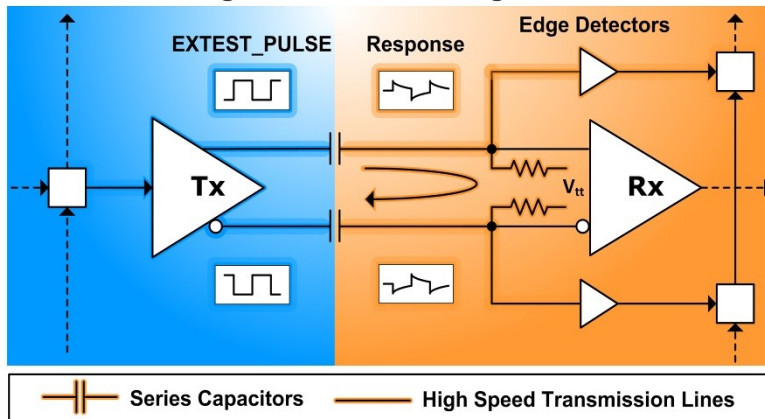 Edge Detectors
EXTEST_PULSE
Response
Tx
Vtt
Rx
Series Capacitors
High Speed Transmission Lines